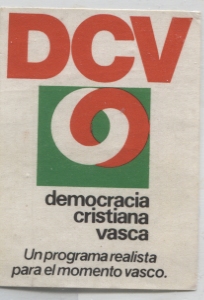 DCV
democracia
cristiana
vasca
Un programa realista
para el momento vasco.